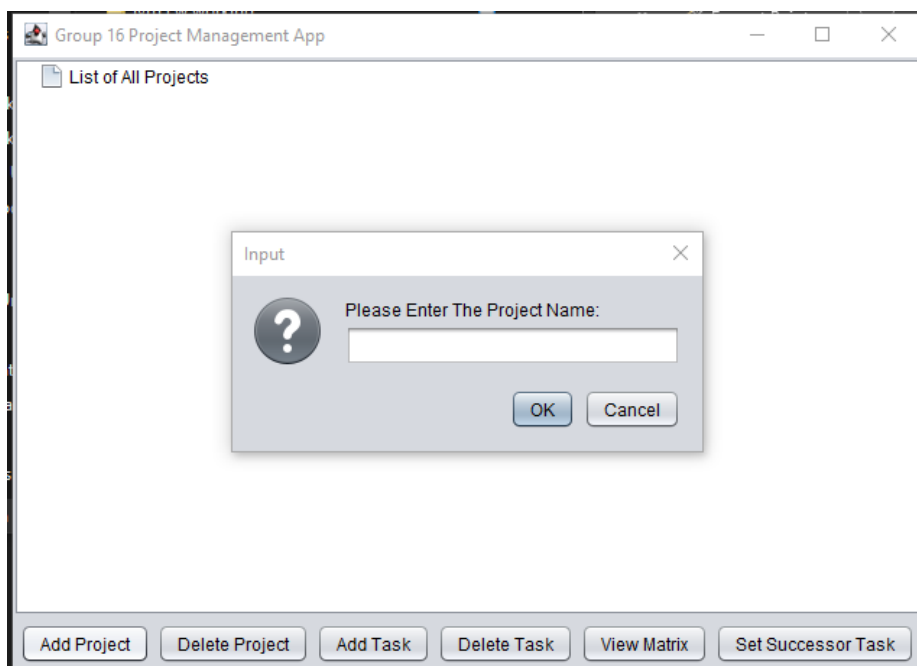 Group 16 Project Management App
List of All Projects
Input
Please Enter The Project Name:
OK Cancel
Add Project Delete Project Add Task Delete Task View Matrix Set Successor Task